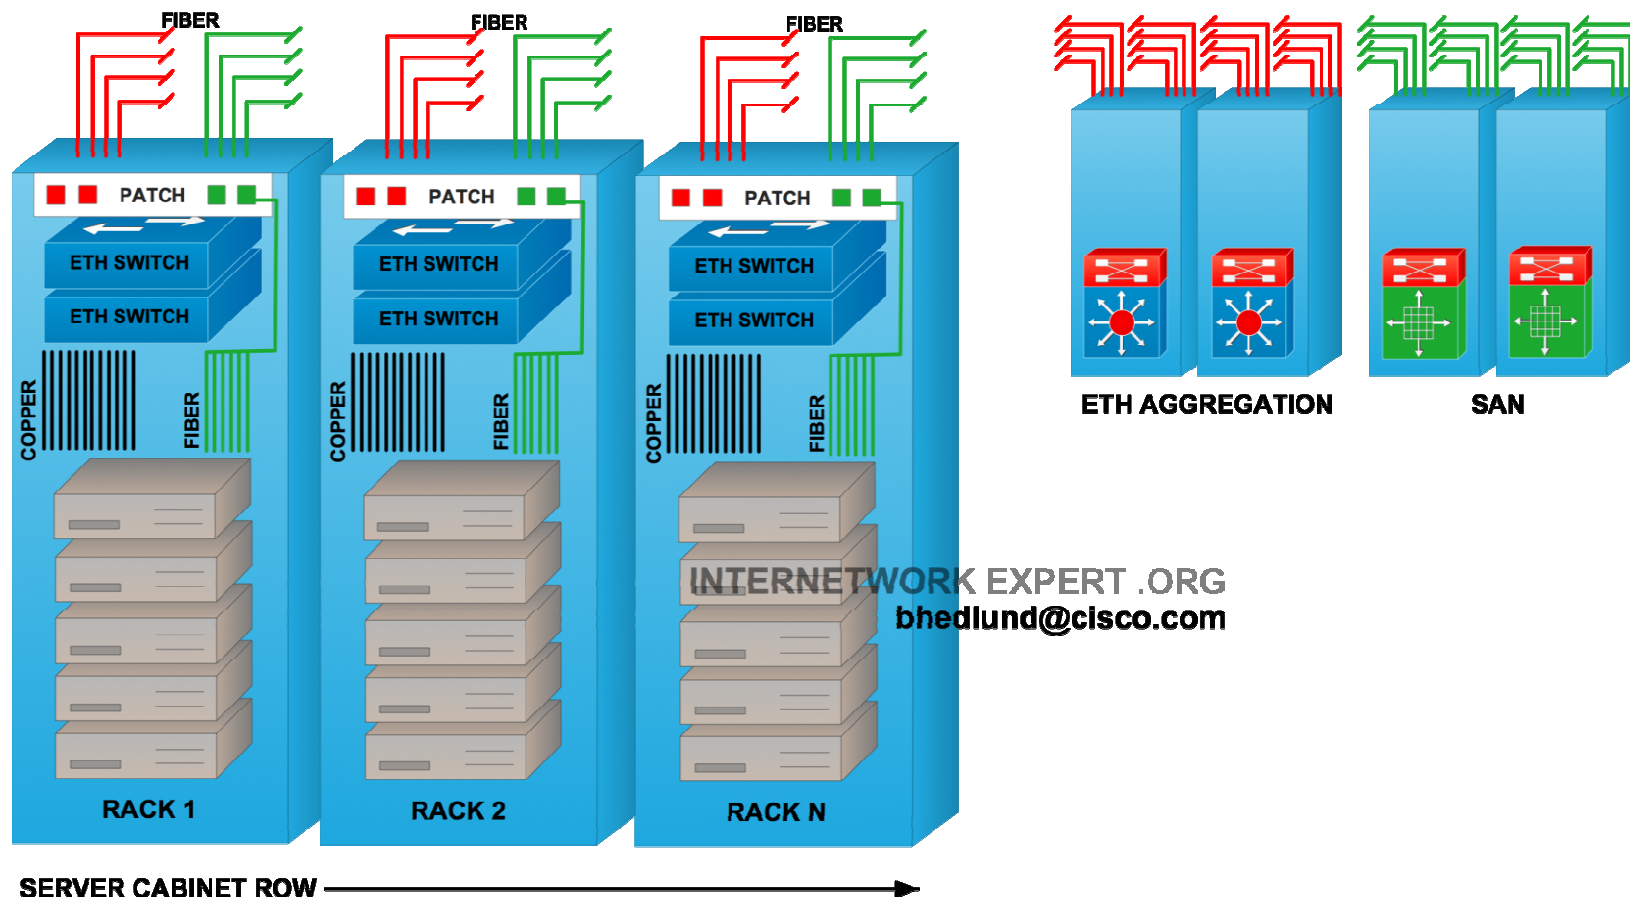 FIBER
FIBER
FIBER
PATCH
PATCH
PATCH
ETH SWITCH
ETH SWITCH
ETH SWITCH
ETH SWITCH
ETH SWITCH
ETH SWITCH
COPPER
FIBER
COPPER
FIBER
COPPER
FIBER
ETH AGGREGATION
SAN
INTERNETWORK EXPERT .ORG
bhedlund@cisco.com
RACK 1
RACK 2
RACK N
SERVER CABINET ROW